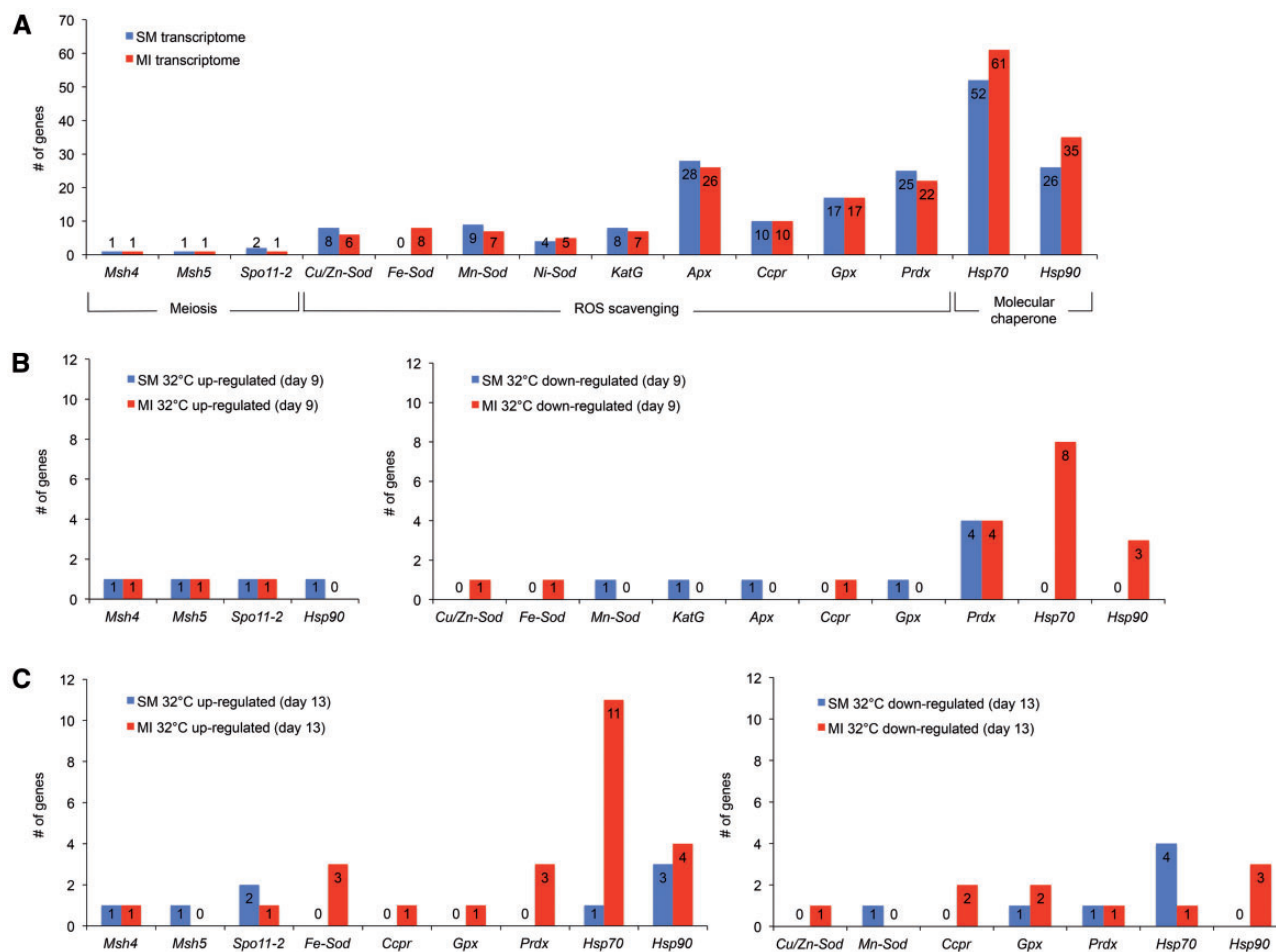 A
70
60
50
40
30
20
10
0
# of genes
SM transcriptome
MI transcriptome
1 1 1 1 2 1 8 6 0 8 9 7 4 5 8 7 28 26 10 10 17 17 25 22 52 61 26 35
Msh4 Msh5 Spo11-2 Cu/Zn-Sod Fe-Sod Mn-Sod Ni-Sod KatG Apx Ccpr Gpx Prdx Hsp70 Hsp90
Meiosis ROS scavenging Molecular
chaperone
B
12
10
8
6
4
2
0
# of genes
SM 32°C up-regulated (day 9)
MI 32°C up-regulated (day 9)
1 1 1 1 1 1 1 0
Msh4 Msh5 Spo11-2 Hsp90
12
10
8
6
4
2
0
# of genes
SM 32°C down-regulated (day 9)
MI 32°C down-regulated (day 9)
0 1 0 1 1 0 1 0 1 0 0 1 1 0 4 4 0 8 0 3
Cu/Zn-Sod Fe-Sod Mn-Sod KatG Apx Ccpr Gpx Prdx Hsp70 Hsp90
C
12
10
8
6
4
2
0
# of genes
SM 32°C up-regulated (day 13)
MI 32°C up-regulated (day 13)
1 1 1 0 2 1 0 3 0 1 0 1 0 3 1 11 3 4
Msh4 Msh5 Spo11-2 Fe-Sod Ccpr Gpx Prdx Hsp70 Hsp90
12
10
8
6
4
2
0
# of genes
SM 32°C down-regulated (day 13)
MI 32°C down-regulated (day 13)
0 1 1 0 0 2 1 2 1 1 4 1 0 3
Cu/Zn-Sod Mn-Sod Ccpr Gpx Prdx Hsp70 Hsp90